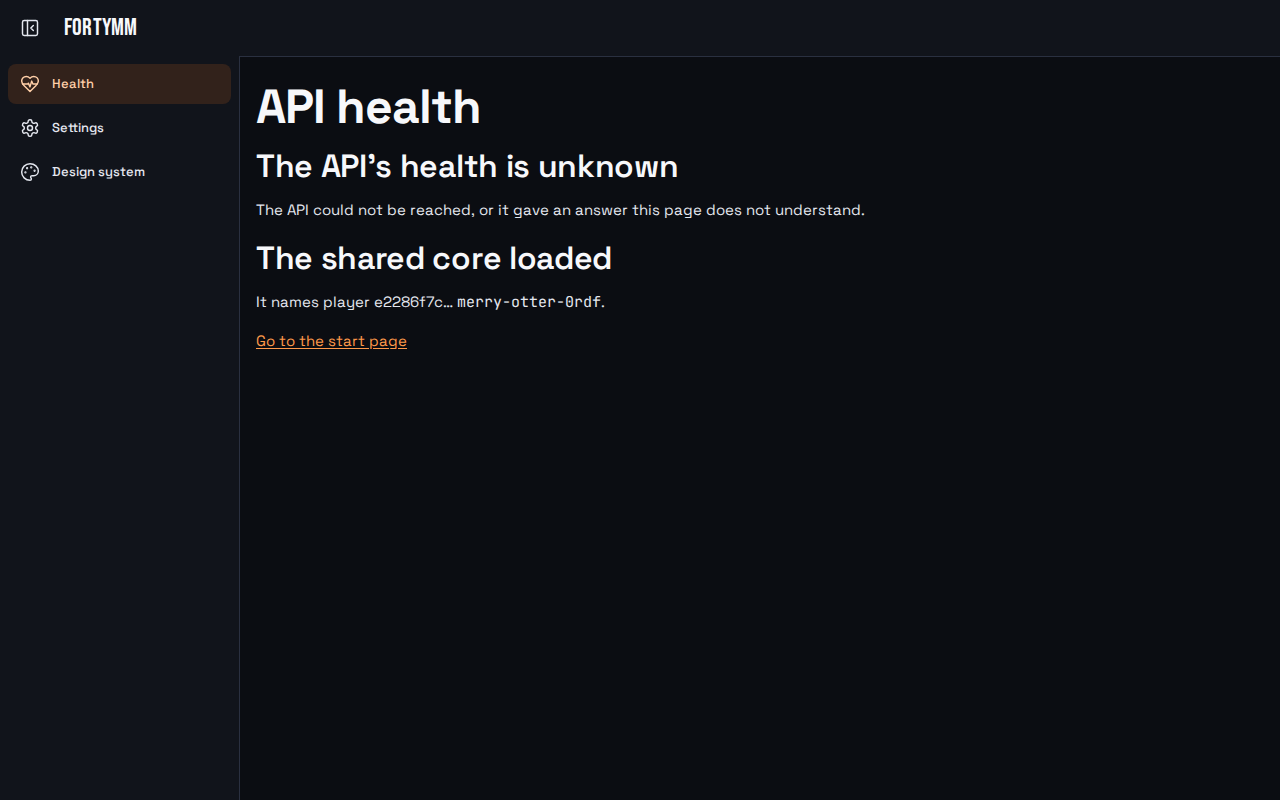 FORTYMM
Health
Settings
Design system
API health
The API’s health is unknown
The API could not be reached, or it gave an answer this page does not understand.
The shared core loaded
It names player e2286f7c… merry-otter-0rdf.
Go to the start page